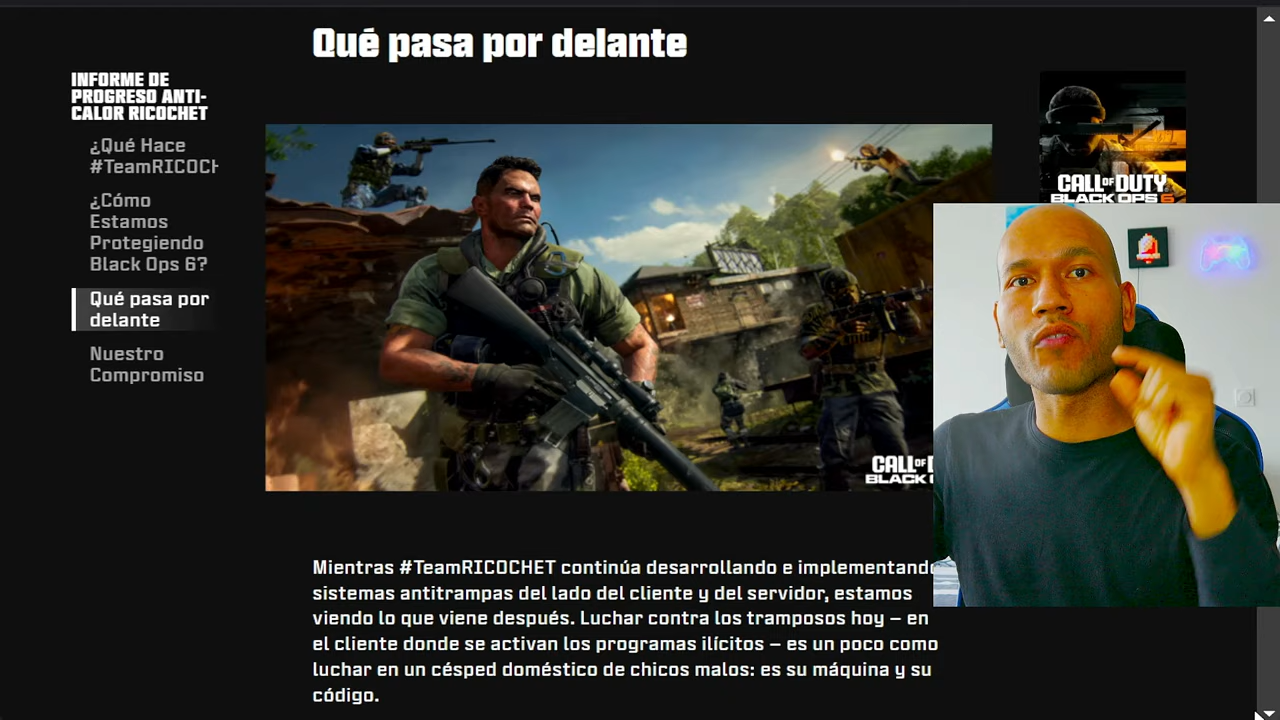 Qué pasa por delante
INFORME DE
PROGRESO ANTI-
CALOR RICOCHET
¿Qué Hace
#TeamRICOCH
¿Cómo
Estamos
Protegiendo
Black Ops 6?
Qué pasa por
delante
Nuestro
Compromiso
CALL OF DUTY
BLACK OPS 6
CALL OF
BLACK
Mientras #TeamRICOCHET continúa desarrollando e implementando
sistemas antitrampas del lado del cliente y del servidor, estamos
viendo lo que viene después. Luchar contra los tramposos hoy – en
el cliente donde se activan los programas ilícitos – es un poco como
luchar en un césped doméstico de chicos malos: es su máquina y su
código.